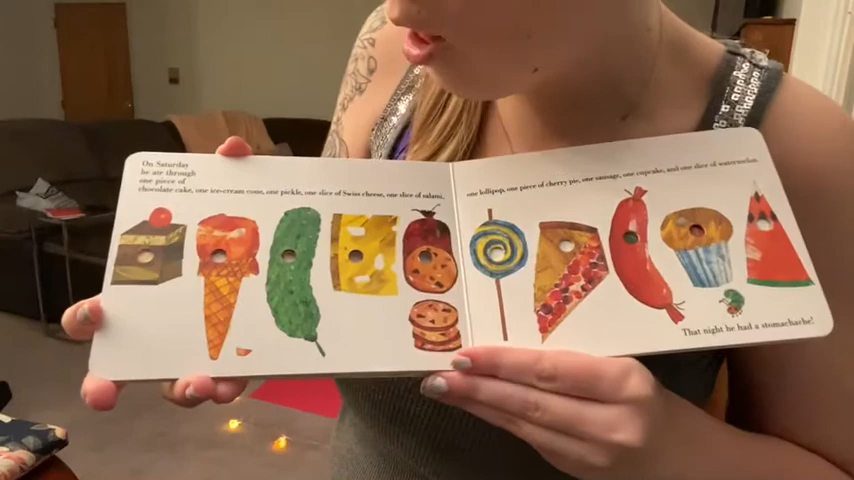 On Saturday
he ate through
one piece of
chocolate cake, one ice-cream cone, one pickle, one slice of Swiss cheese, one slice of salami,
one lollipop, one piece of cherry pie, one sausage, one cupcake, and one slice of watermelon.
That night he had a stomachache!